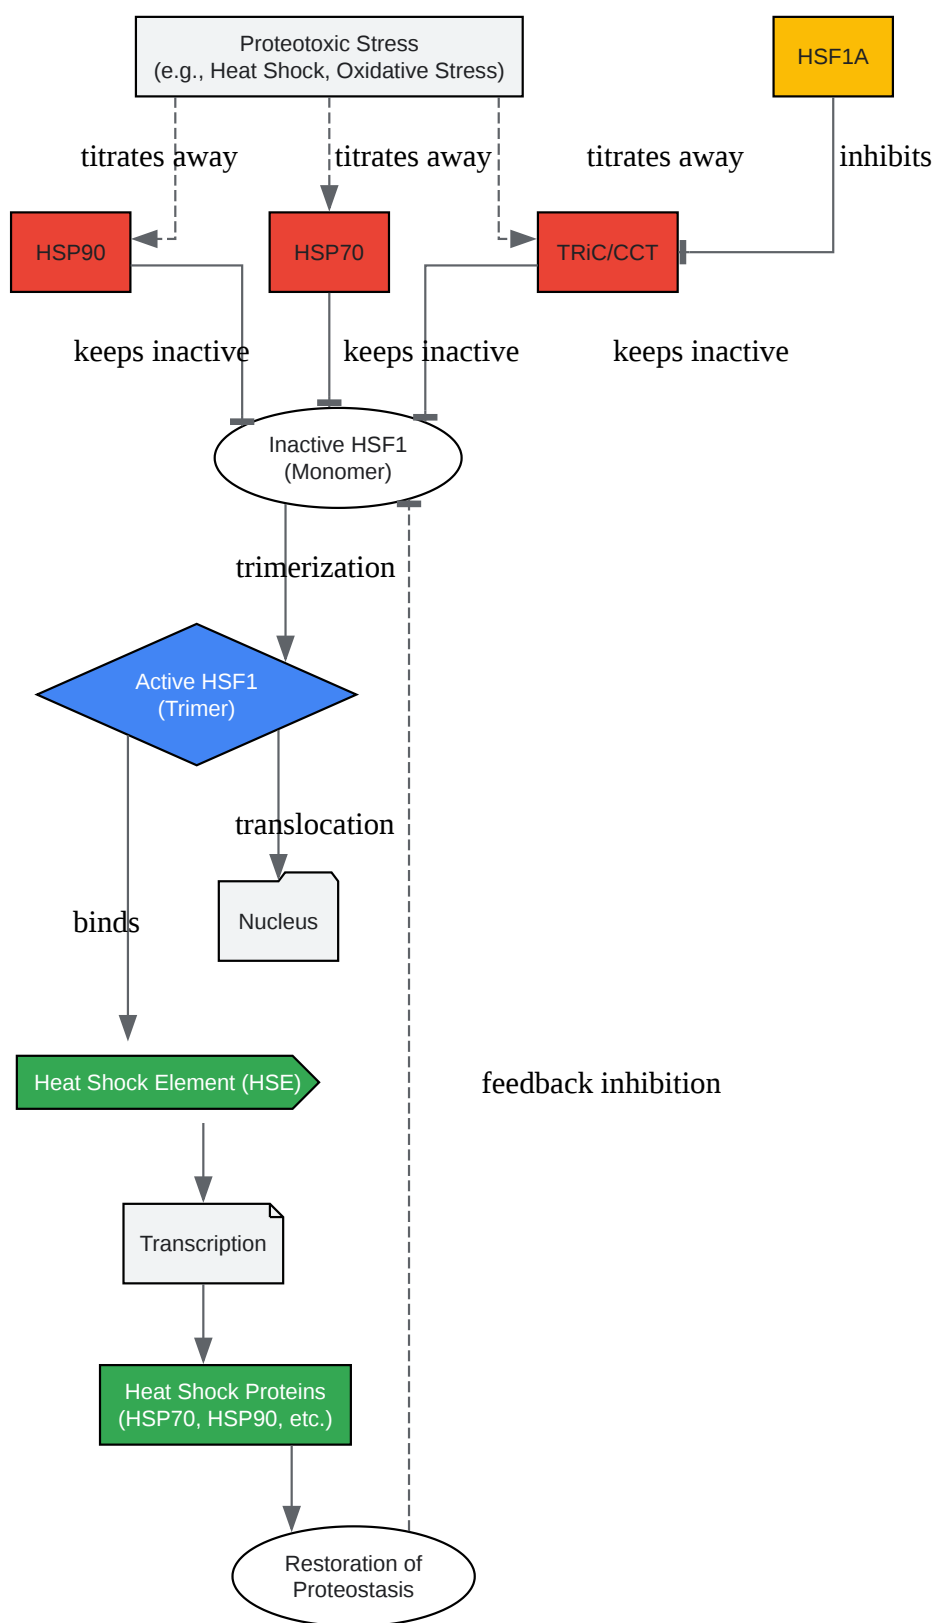 Proteotoxic Stress
(e.g., Heat Shock, Oxidative Stress)
HSF1A
titrates away
titrates away
titrates away
inhibits
HSP90
HSP70
TRiC/CCT
keeps inactive
keeps inactive
keeps inactive
Inactive HSF1
(Monomer)
trimerization
Active HSF1
(Trimer)
translocation
binds
Nucleus
Heat Shock Element (HSE)
feedback inhibition
Transcription
Heat Shock Proteins
(HSP70, HSP90, etc.)
Restoration of
Proteostasis